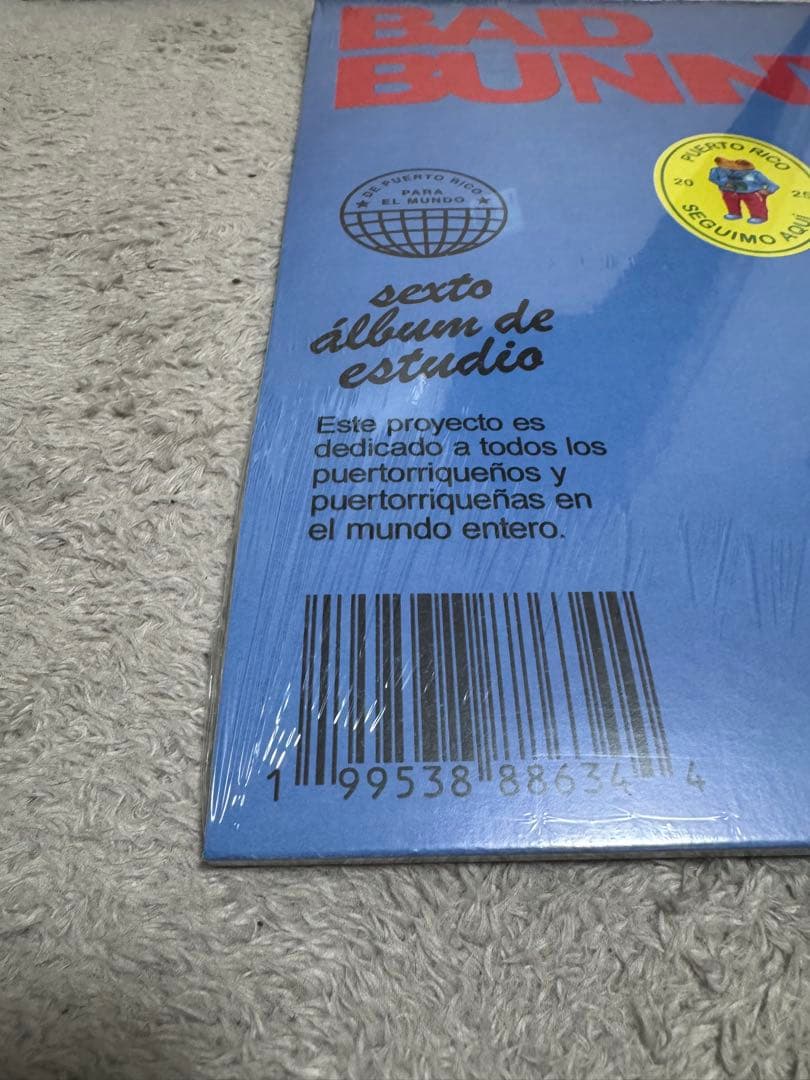 BAD
BUNN
DE PUERTO RICO
PARA
EL MUNDO
PUERTO RICO
20 25
SEGUIMO AQUÍ
sexto
álbum de
estudio
Este proyecto es
dedicado a todos los
puertorriqueños y
puertorriqueñas en
el mundo entero.
1 99538 88634 4